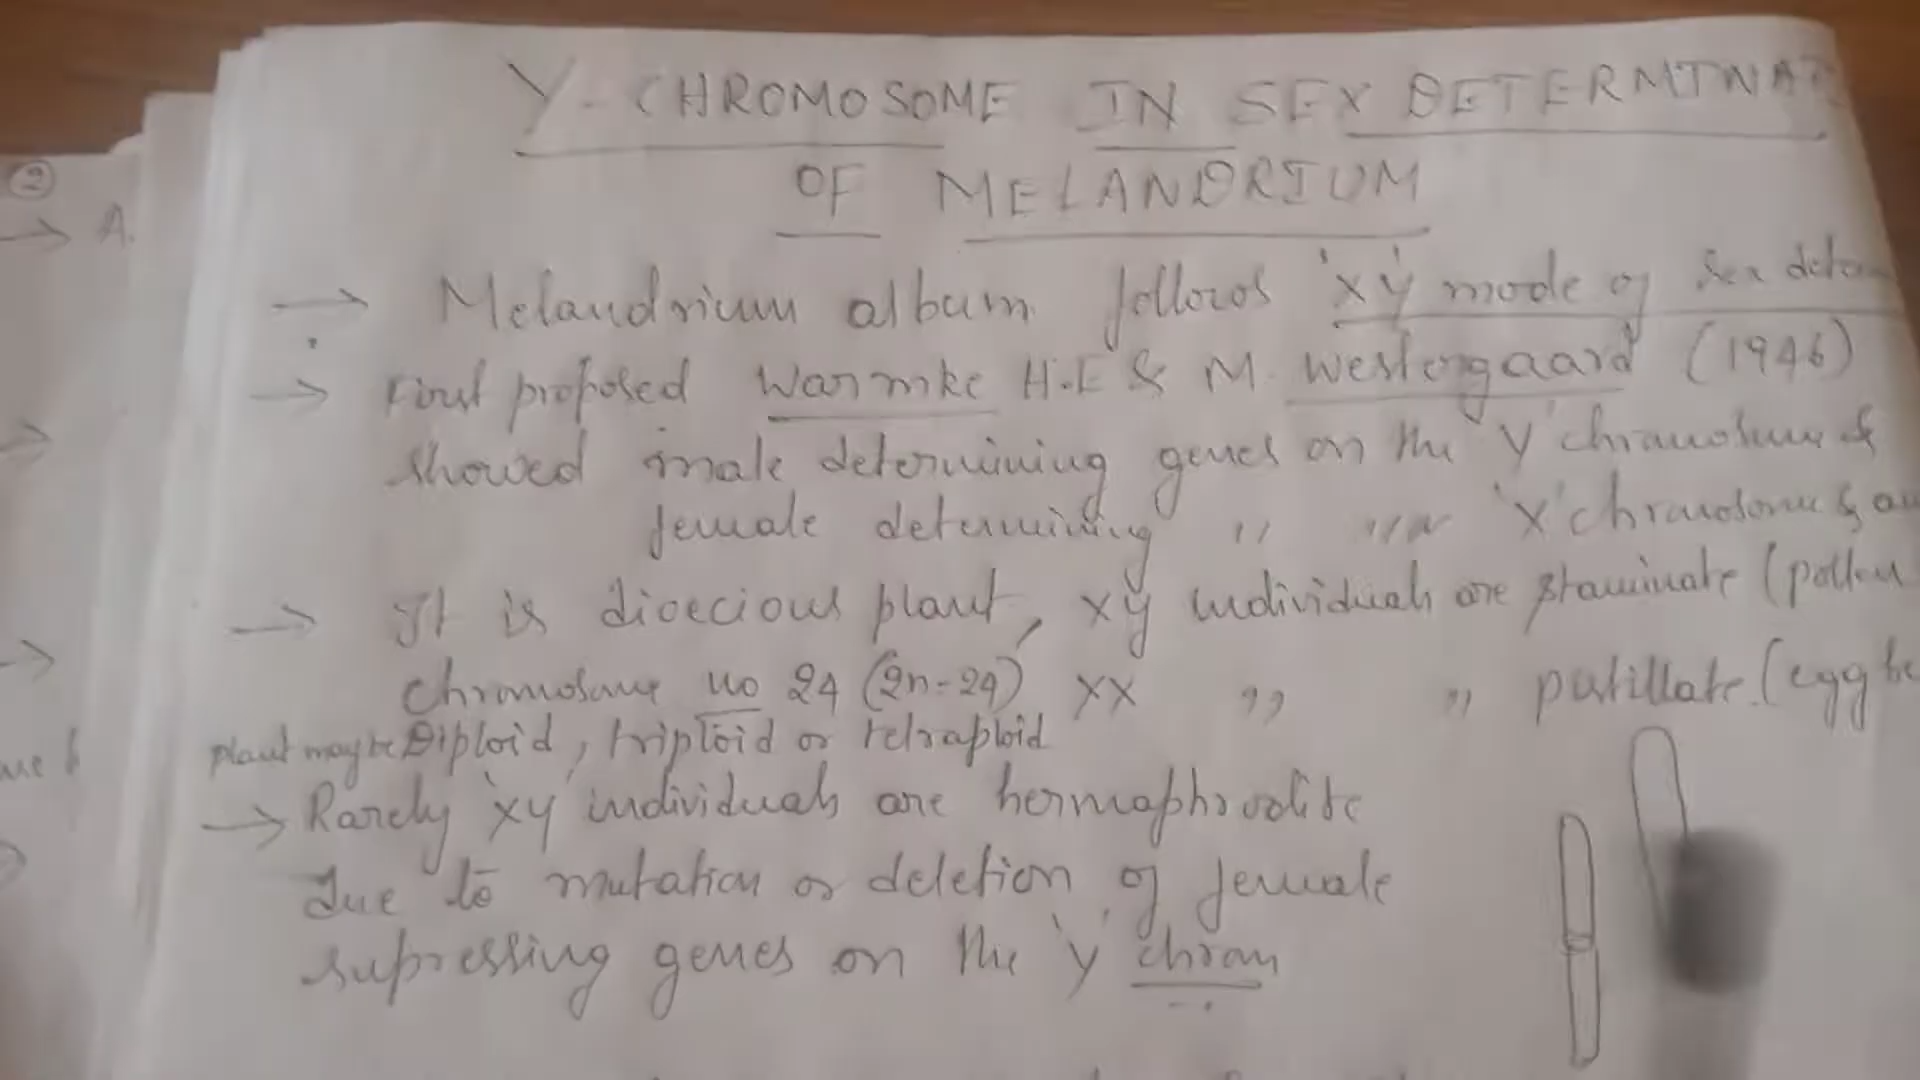 Y-CHROMOSOME IN SEX DETERMINAT
OF MELANDRIUM
② → A.
→ Melandrium album follows 'XY' mode of sex deter
→ First proposed Warmke H.E & M. Westergaard (1946)
showed male determining genes on the 'Y' chromosome &
female determining " " " 'X' chromosome &
→ It is dioecious plant, XY individuals are staminate (pollen
chromosome no 24 (2n=24) XX " " pistillate (egg be
plant may be Diploid, triploid or tetraploid
→ Rarely 'XY' individuals are hermaphrodite
due to mutation or deletion of female
supressing genes on the 'Y' chrom